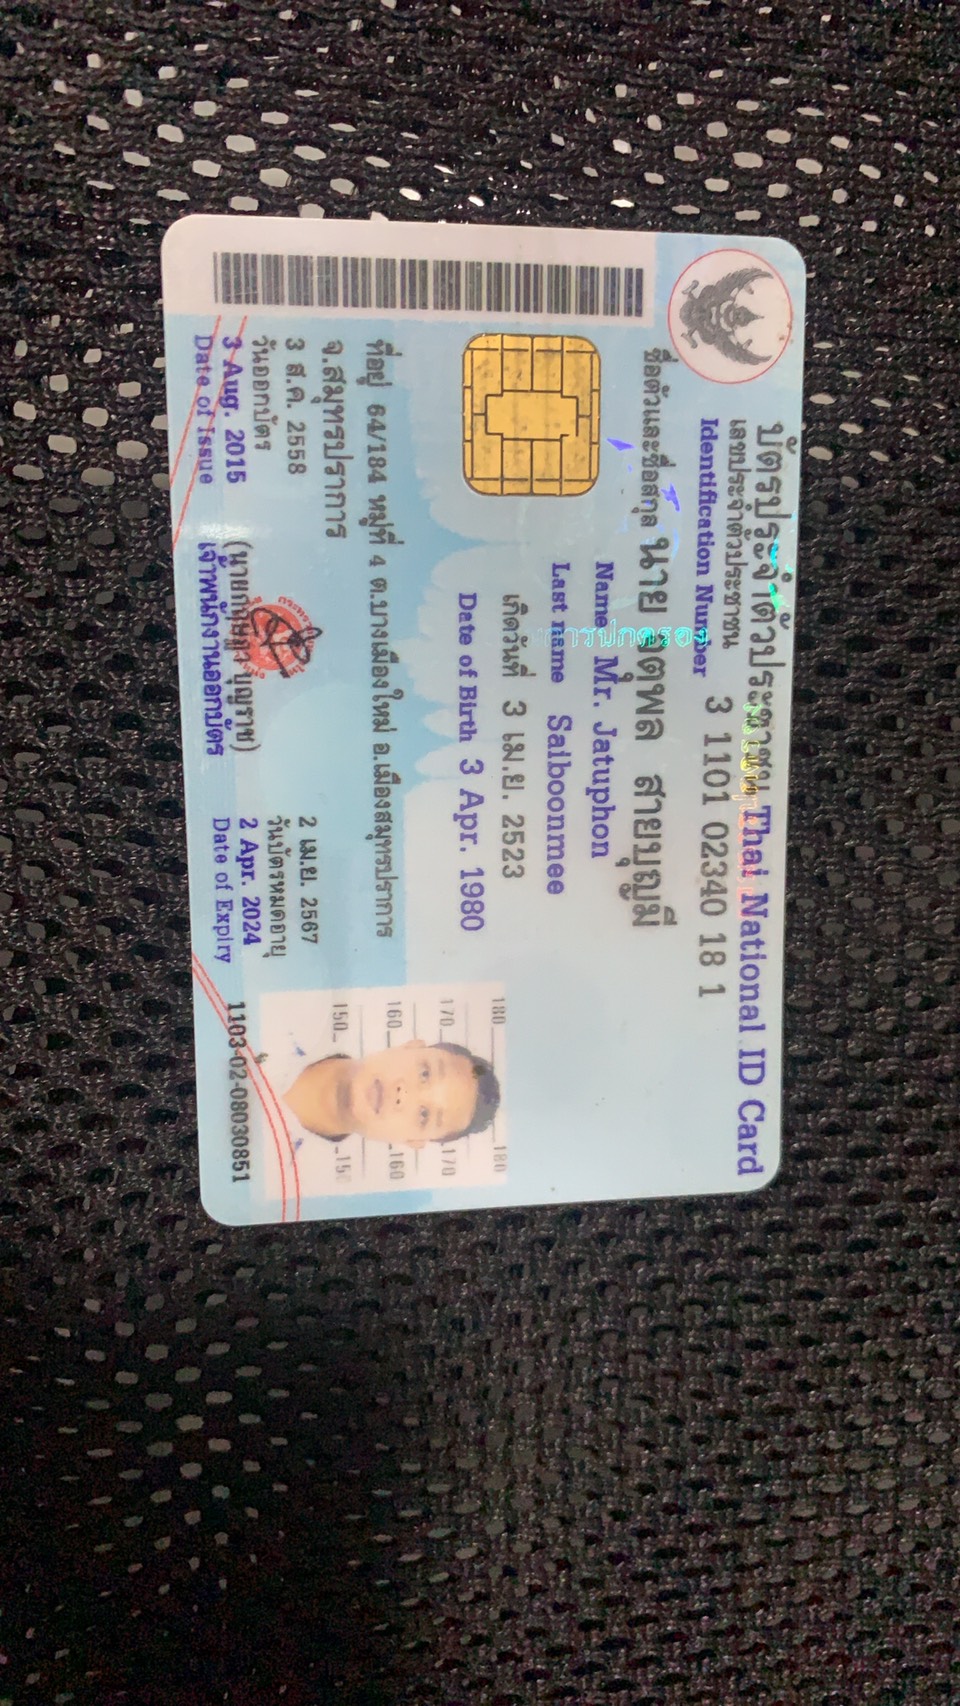 บัตรประจำตัวประชาชน Thai National ID Card
เลขประจำตัวประชาชน
Identification Number
3 1101 02340 18 1
ชื่อตัวและชื่อสกุล นาย จตุพล สายบุญมี
Name Mr. Jatuphon
Last name Saiboonmee
เกิดวันที่ 3 เม.ย. 2523
Date of Birth 3 Apr. 1980
ที่อยู่ 64/184 หมู่ที่ 4 ต.บางเมืองใหม่ อ.เมืองสมุทรปราการ
จ.สมุทรปราการ
3 ส.ค. 2558
วันออกบัตร
3 Aug. 2015
Date of Issue
บุญราช)
เจ้าพนักงานออกบัตร
2 เม.ย. 2567
วันบัตรหมดอายุ
2 Apr. 2024
Date of Expiry
180 180
170 170
160 160
150 150
1103-02-08030851
การปกครอง